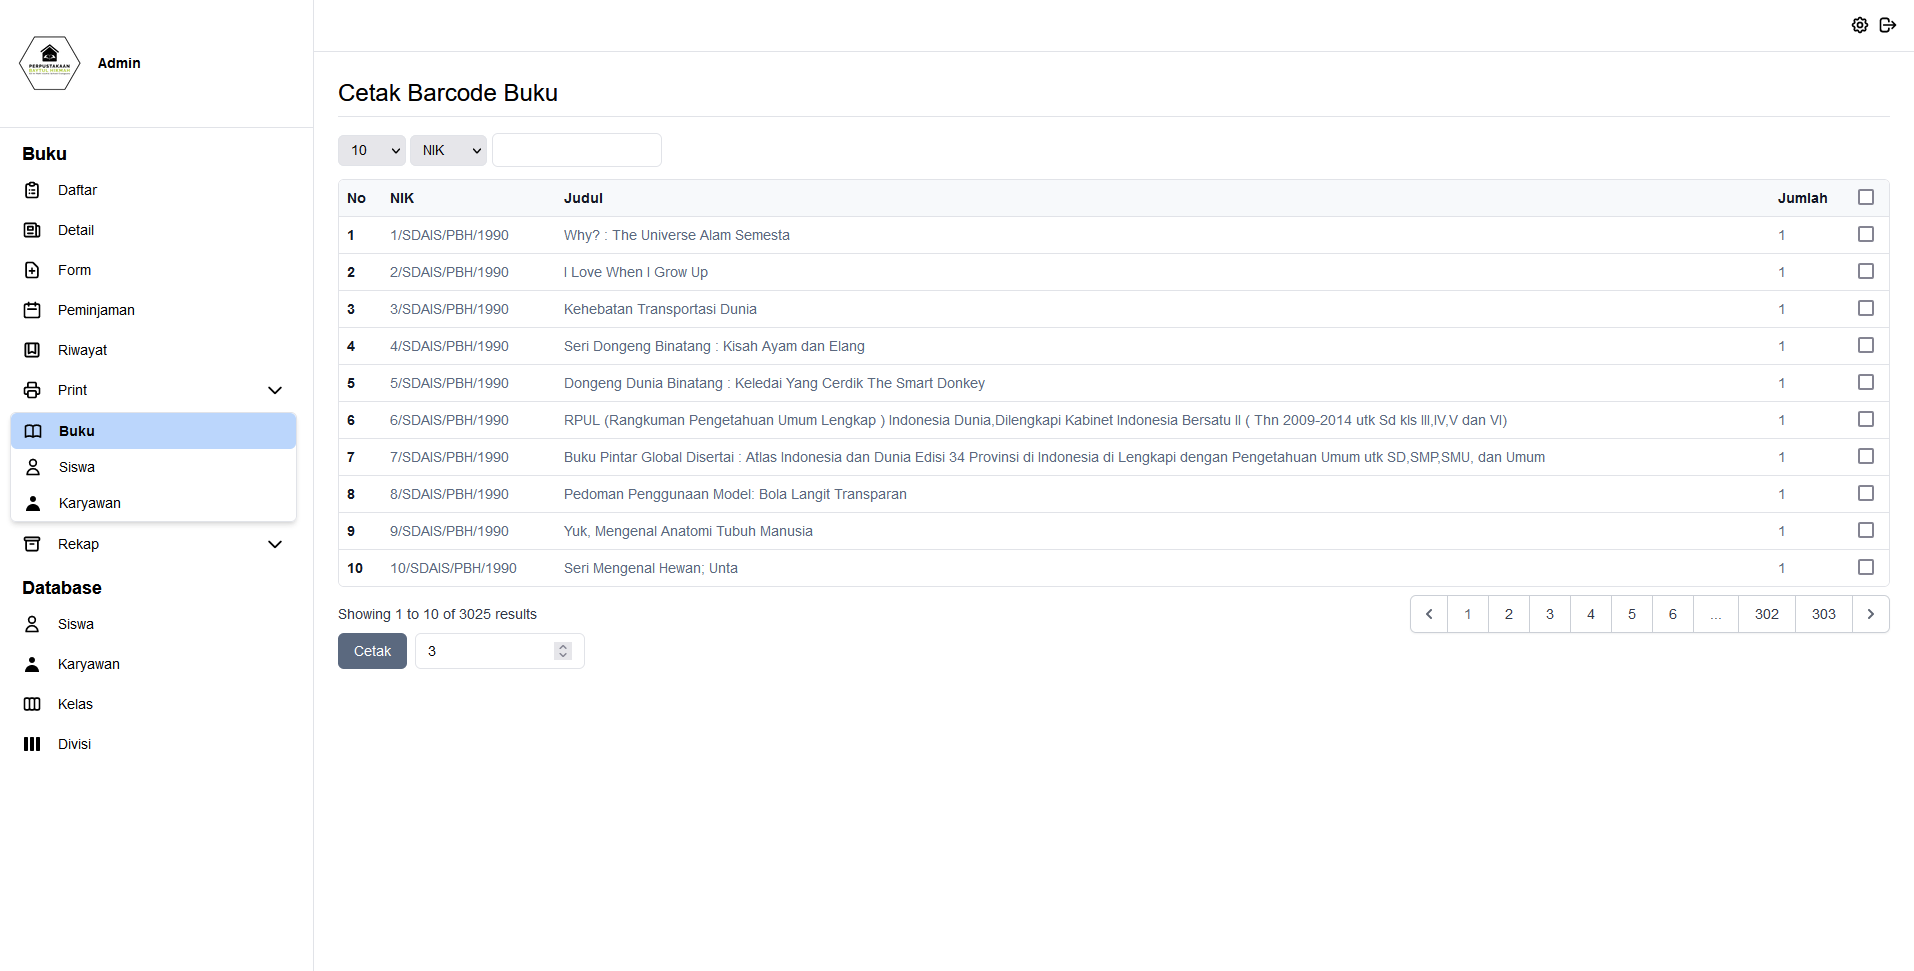 PERPUSTAKAAN
Admin
Buku
Daftar
Detail
Form
Peminjaman
Riwayat
Print
Buku
Siswa
Karyawan
Rekap
Database
Siswa
Karyawan
Kelas
Divisi
Cetak Barcode Buku
10 NIK
No NIK Judul Jumlah
1 1/SDAIS/PBH/1990 Why? : The Universe Alam Semesta 1
2 2/SDAIS/PBH/1990 I Love When I Grow Up 1
3 3/SDAIS/PBH/1990 Kehebatan Transportasi Dunia 1
4 4/SDAIS/PBH/1990 Seri Dongeng Binatang : Kisah Ayam dan Elang 1
5 5/SDAIS/PBH/1990 Dongeng Dunia Binatang : Keledai Yang Cerdik The Smart Donkey 1
6 6/SDAIS/PBH/1990 RPUL (Rangkuman Pengetahuan Umum Lengkap ) Indonesia Dunia,Dilengkapi Kabinet Indonesia Bersatu II ( Thn 2009-2014 utk Sd kls III,IV,V dan VI) 1
7 7/SDAIS/PBH/1990 Buku Pintar Global Disertai : Atlas Indonesia dan Dunia Edisi 34 Provinsi di Indonesia di Lengkapi dengan Pengetahuan Umum utk SD,SMP,SMU, dan Umum 1
8 8/SDAIS/PBH/1990 Pedoman Penggunaan Model: Bola Langit Transparan 1
9 9/SDAIS/PBH/1990 Yuk, Mengenal Anatomi Tubuh Manusia 1
10 10/SDAIS/PBH/1990 Seri Mengenal Hewan; Unta 1
Showing 1 to 10 of 3025 results
1 2 3 4 5 6 ... 302 303
Cetak 3